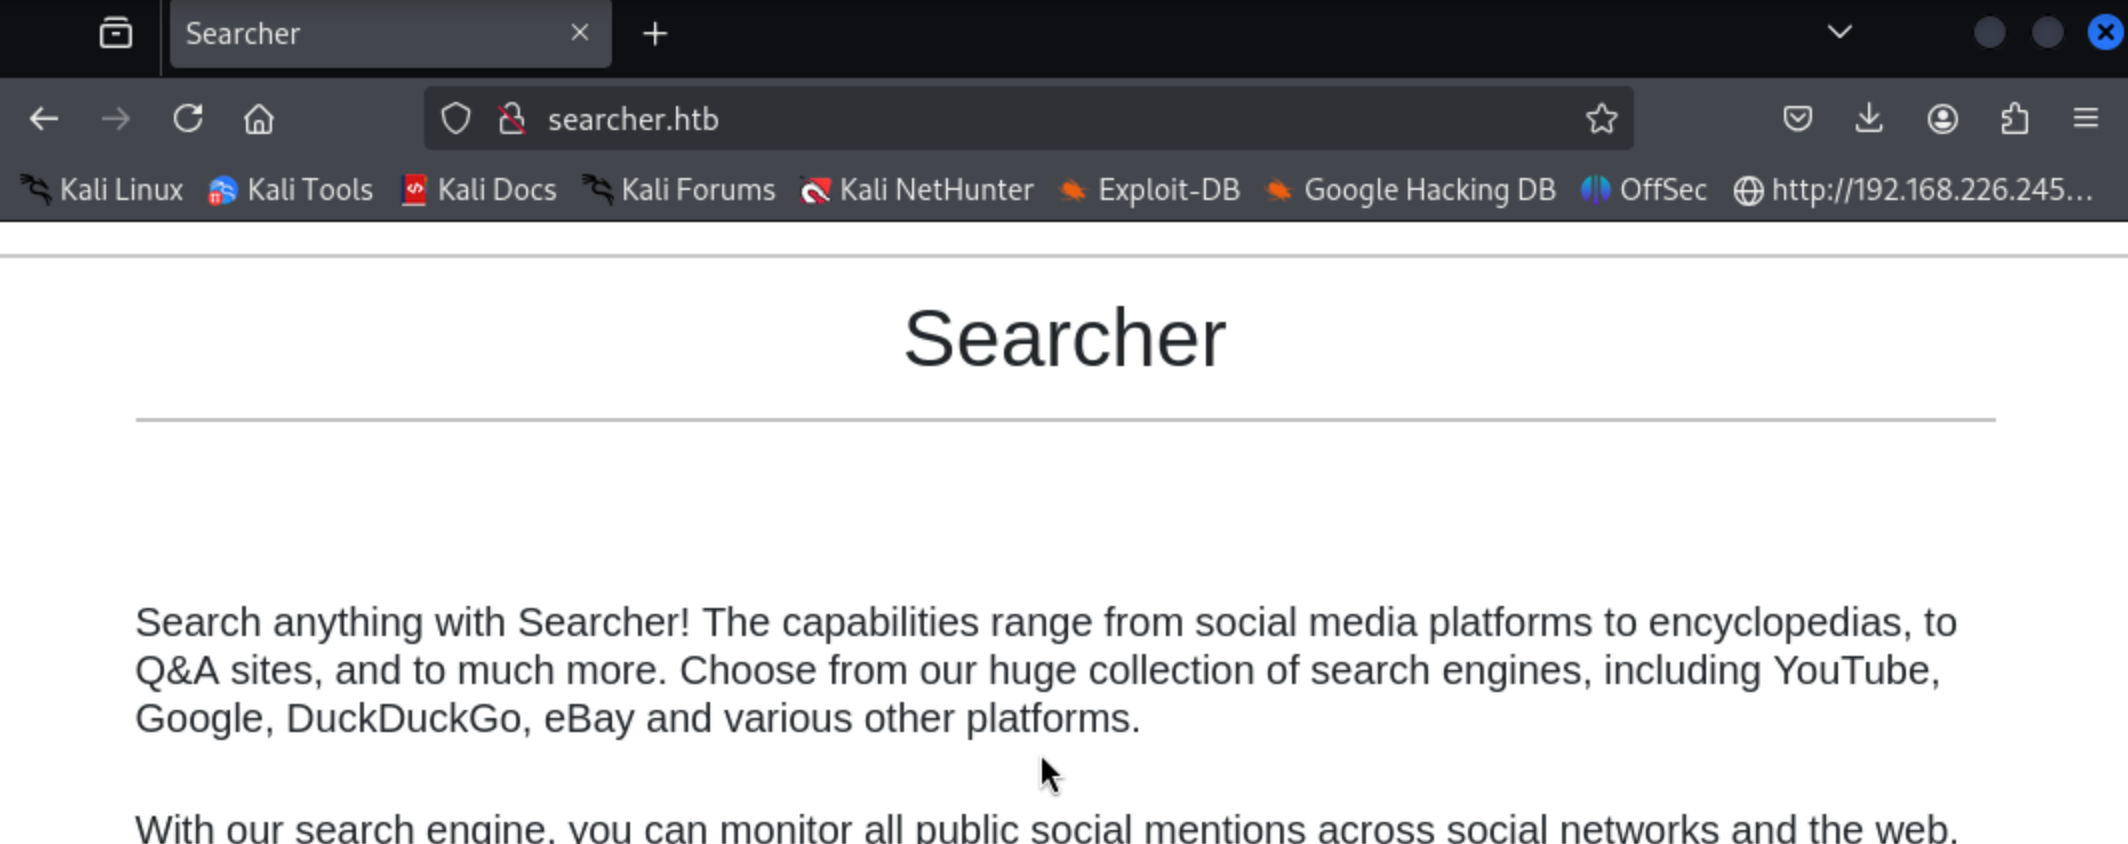 Searcher
searcher.htb
Kali Linux Kali Tools Kali Docs Kali Forums Kali NetHunter Exploit-DB Google Hacking DB OffSec http://192.168.226.245...
Searcher
Search anything with Searcher! The capabilities range from social media platforms to encyclopedias, to
Q&A sites, and to much more. Choose from our huge collection of search engines, including YouTube,
Google, DuckDuckGo, eBay and various other platforms.
With our search engine, you can monitor all public social mentions across social networks and the web.